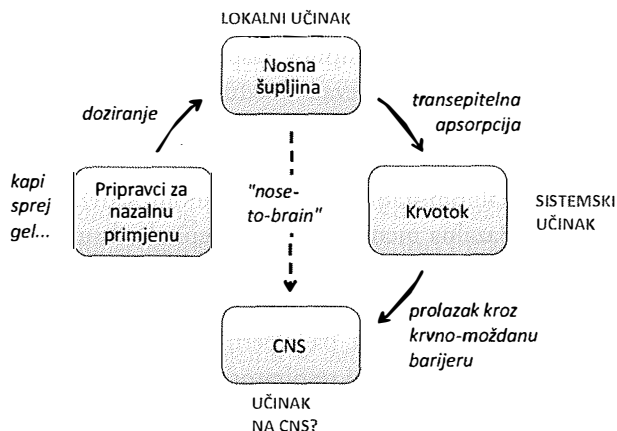 LOKALNI UČINAK
Nosna
šupljina
doziranje
transepitelna
apsorpcija
kapi
sprej
gel...
Pripravci za
nazalnu
primjenu
"nose-
to-brain"
Krvotok
SISTEMSKI
UČINAK
CNS
prolazak kroz
krvno-moždanu
barijeru
UČINAK
NA CNS?